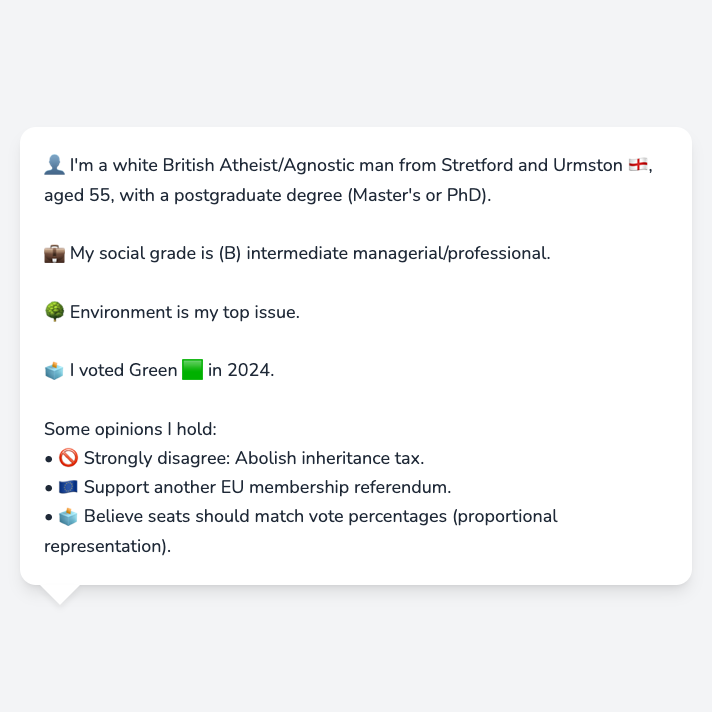 👤 I'm a white British Atheist/Agnostic man from Stretford and Urmston 🏴󠁧󠁢󠁥󠁮󠁧󠁿,
aged 55, with a postgraduate degree (Master's or PhD).
💼 My social grade is (B) intermediate managerial/professional.
🌳 Environment is my top issue.
🗳️ I voted Green 🟩 in 2024.
Some opinions I hold:
• 🚫 Strongly disagree: Abolish inheritance tax.
• 🇪🇺 Support another EU membership referendum.
• 🗳️ Believe seats should match vote percentages (proportional
representation).